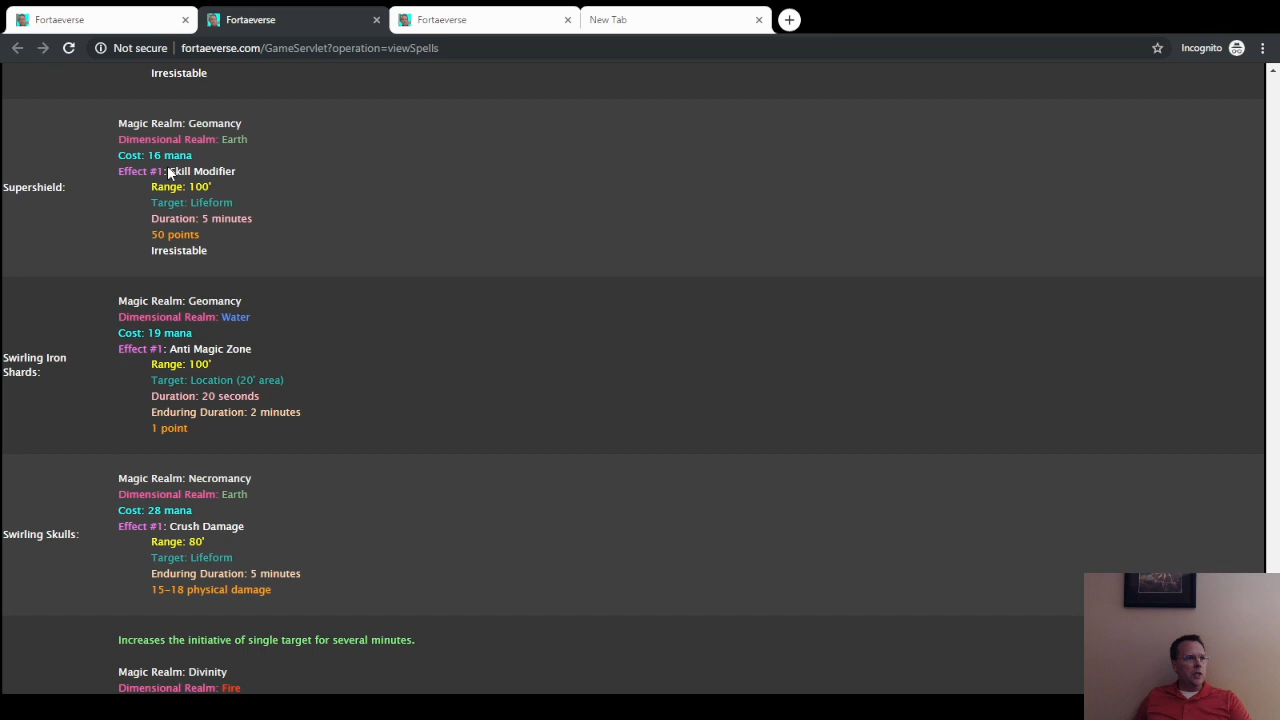 Fortaeverse
Fortaeverse
Fortaeverse
New Tab
Not secure
fortaeverse.com/GameServlet?operation=viewSpells
Incognito
Irresistable
Supershield:
Magic Realm: Geomancy
Dimensional Realm: Earth
Cost: 16 mana
Effect #1: Skill Modifier
Range: 100'
Target: Lifeform
Duration: 5 minutes
50 points
Irresistable
Swirling Iron
Shards:
Magic Realm: Geomancy
Dimensional Realm: Water
Cost: 19 mana
Effect #1: Anti Magic Zone
Range: 100'
Target: Location (20' area)
Duration: 20 seconds
Enduring Duration: 2 minutes
1 point
Swirling Skulls:
Magic Realm: Necromancy
Dimensional Realm: Earth
Cost: 28 mana
Effect #1: Crush Damage
Range: 80'
Target: Lifeform
Enduring Duration: 5 minutes
15-18 physical damage
Increases the initiative of single target for several minutes.
Magic Realm: Divinity
Dimensional Realm: Fire